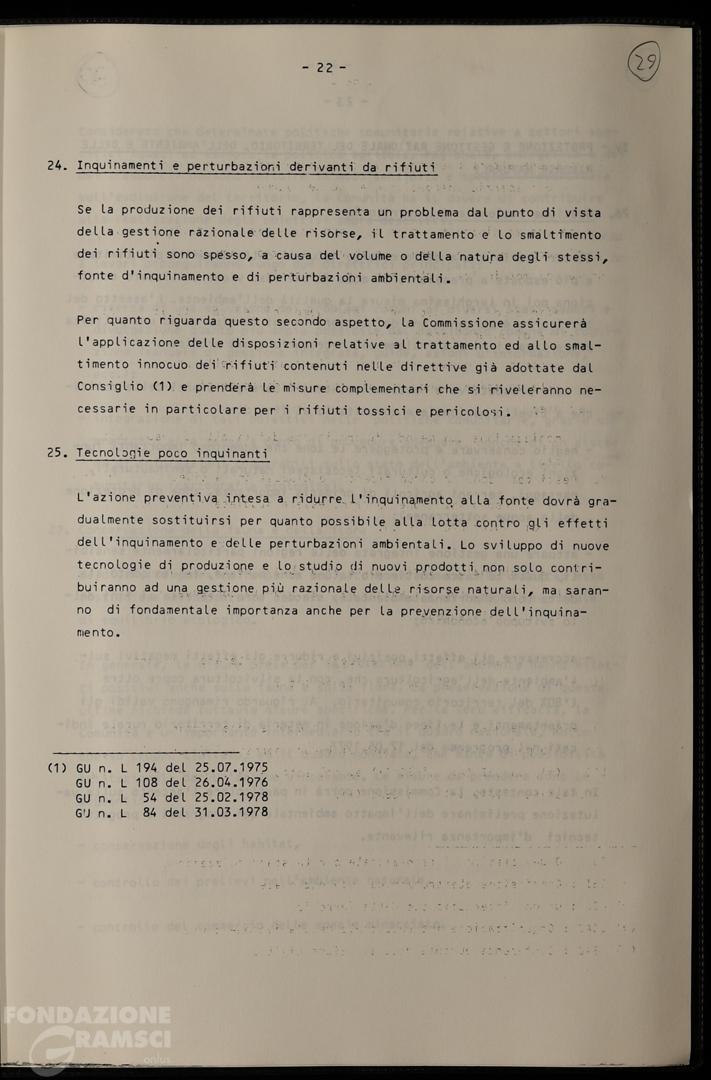 - 22 -
29
24. Inquinamenti e perturbazioni derivanti da rifiuti
Se la produzione dei rifiuti rappresenta un problema dal punto di vista
della gestione razionale delle risorse, il trattamento e lo smaltimento
dei rifiuti sono spesso, a causa del volume o della natura degli stessi,
fonte d'inquinamento e di perturbazioni ambientali.
Per quanto riguarda questo secondo aspetto, la Commissione assicurerà
l'applicazione delle disposizioni relative al trattamento ed allo smal-
timento innocuo dei rifiuti contenuti nelle direttive già adottate dal
Consiglio (1) e prenderà le misure complementari che si riveleranno ne-
cessarie in particolare per i rifiuti tossici e pericolosi.
25. Tecnologie poco inquinanti
L'azione preventiva intesa a ridurre l'inquinamento alla fonte dovrà gra-
dualmente sostituirsi per quanto possibile alla lotta contro gli effetti
dell'inquinamento e delle perturbazioni ambientali. Lo sviluppo di nuove
tecnologie di produzione e lo studio di nuovi prodotti non solo contri-
buiranno ad una gestione più razionale delle risorse naturali, ma saran-
no di fondamentale importanza anche per la prevenzione dell'inquina-
mento.
(1) GU n. L 194 del 25.07.1975
GU n. L 108 del 26.04.1976
GU n. L 54 del 25.02.1978
GU n. L 84 del 31.03.1978
FONDAZIONE
GRAMSCI
onlus